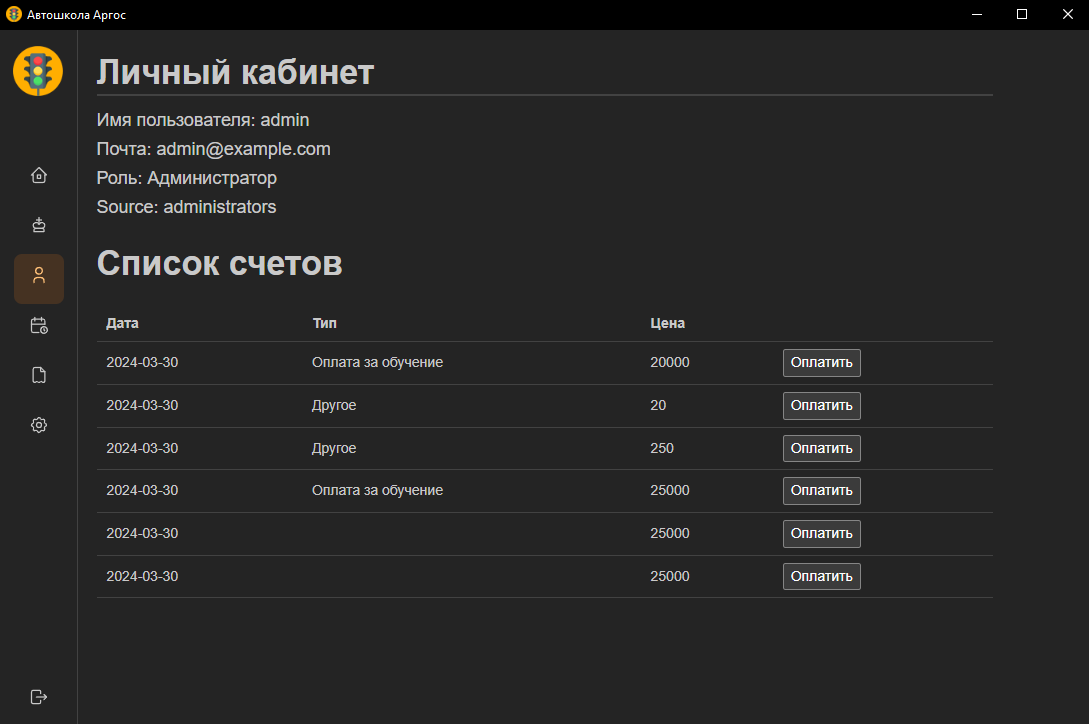 Автошкола Аргос
Личный кабинет
Имя пользователя: admin
Почта: admin@example.com
Роль: Администратор
Source: administrators
Список счетов
Дата Тип Цена
2024-03-30 Оплата за обучение 20000 Оплатить
2024-03-30 Другое 20 Оплатить
2024-03-30 Другое 250 Оплатить
2024-03-30 Оплата за обучение 25000 Оплатить
2024-03-30 25000 Оплатить
2024-03-30 25000 Оплатить